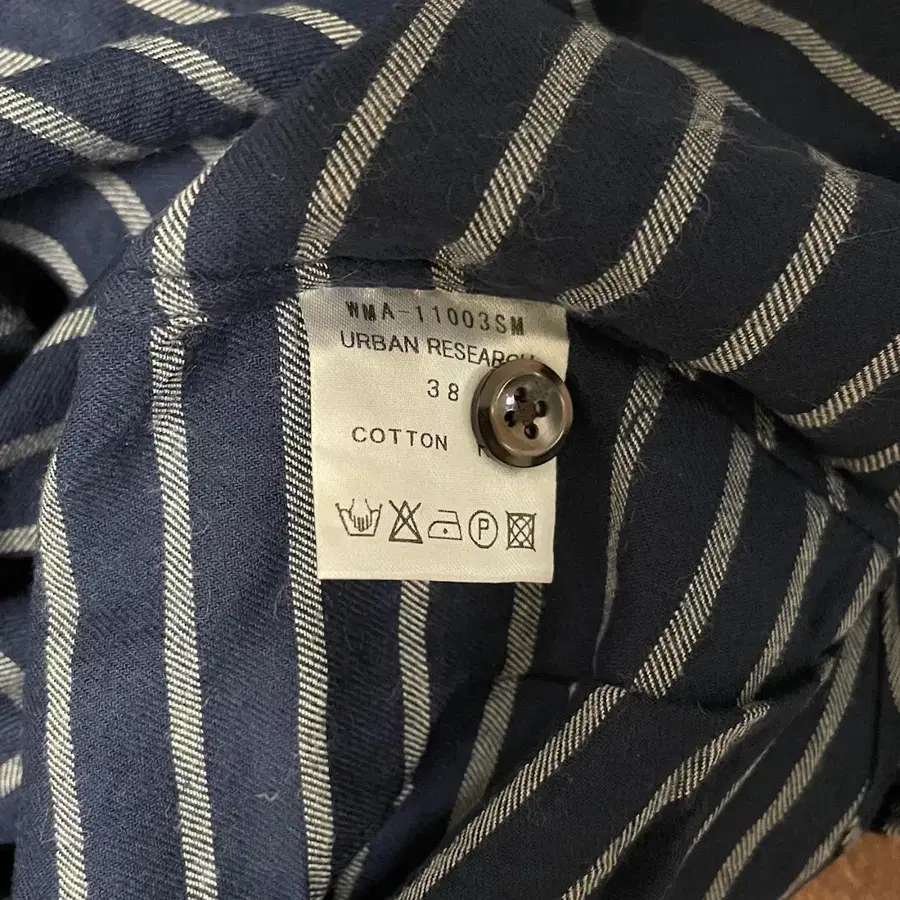 WMA-11003SM
URBAN RESEARCH
38
COTTON
P